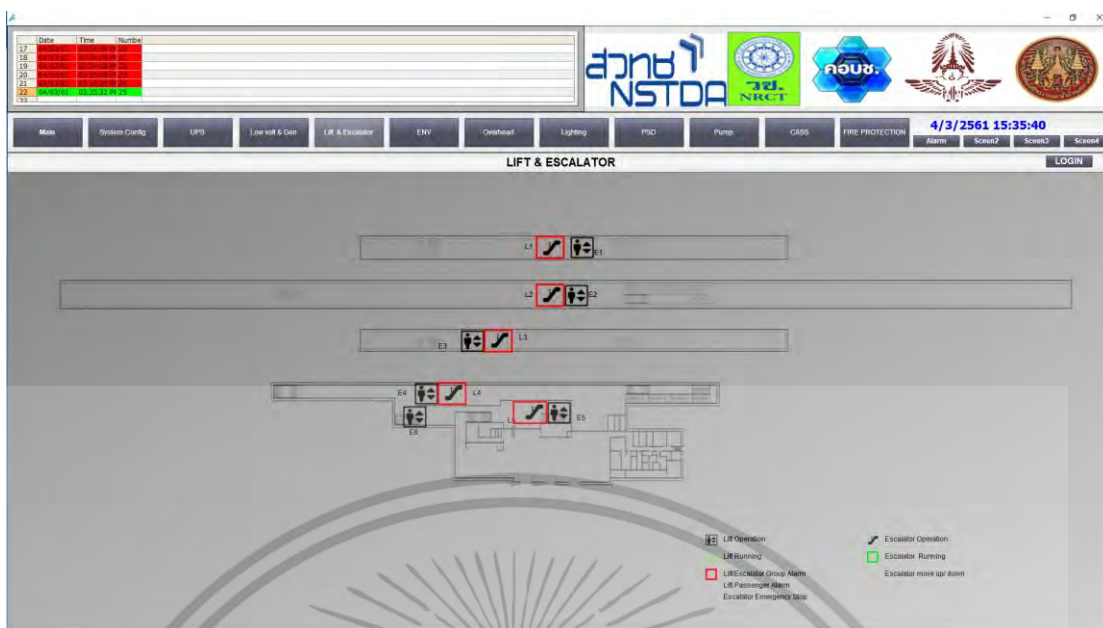 Date Time Number
17
18
19
20
21
22 04/03/61 03:35:32 PM 25
23
สวทช
NSTDA
วช.
NRCT
คอบช.
Main System Config UPS Low volt & Gen Lift & Escalator ENV Overhead Lighting PSD Pump CASS FIRE PROTECTION
4/3/2561 15:35:40
Alarm Sceen2 Sceen3 Sceen4
LIFT & ESCALATOR
LOGIN
L1 E1
L2 E2
E3 L3
E4 L4
E5
E6
Lift Operation
Lift Running
Lift/Escalator Group Alarm
Lift Passenger Alarm
Escalator Emergency Stop
Escalator Operation
Escalator Running
Escalator move up/ down